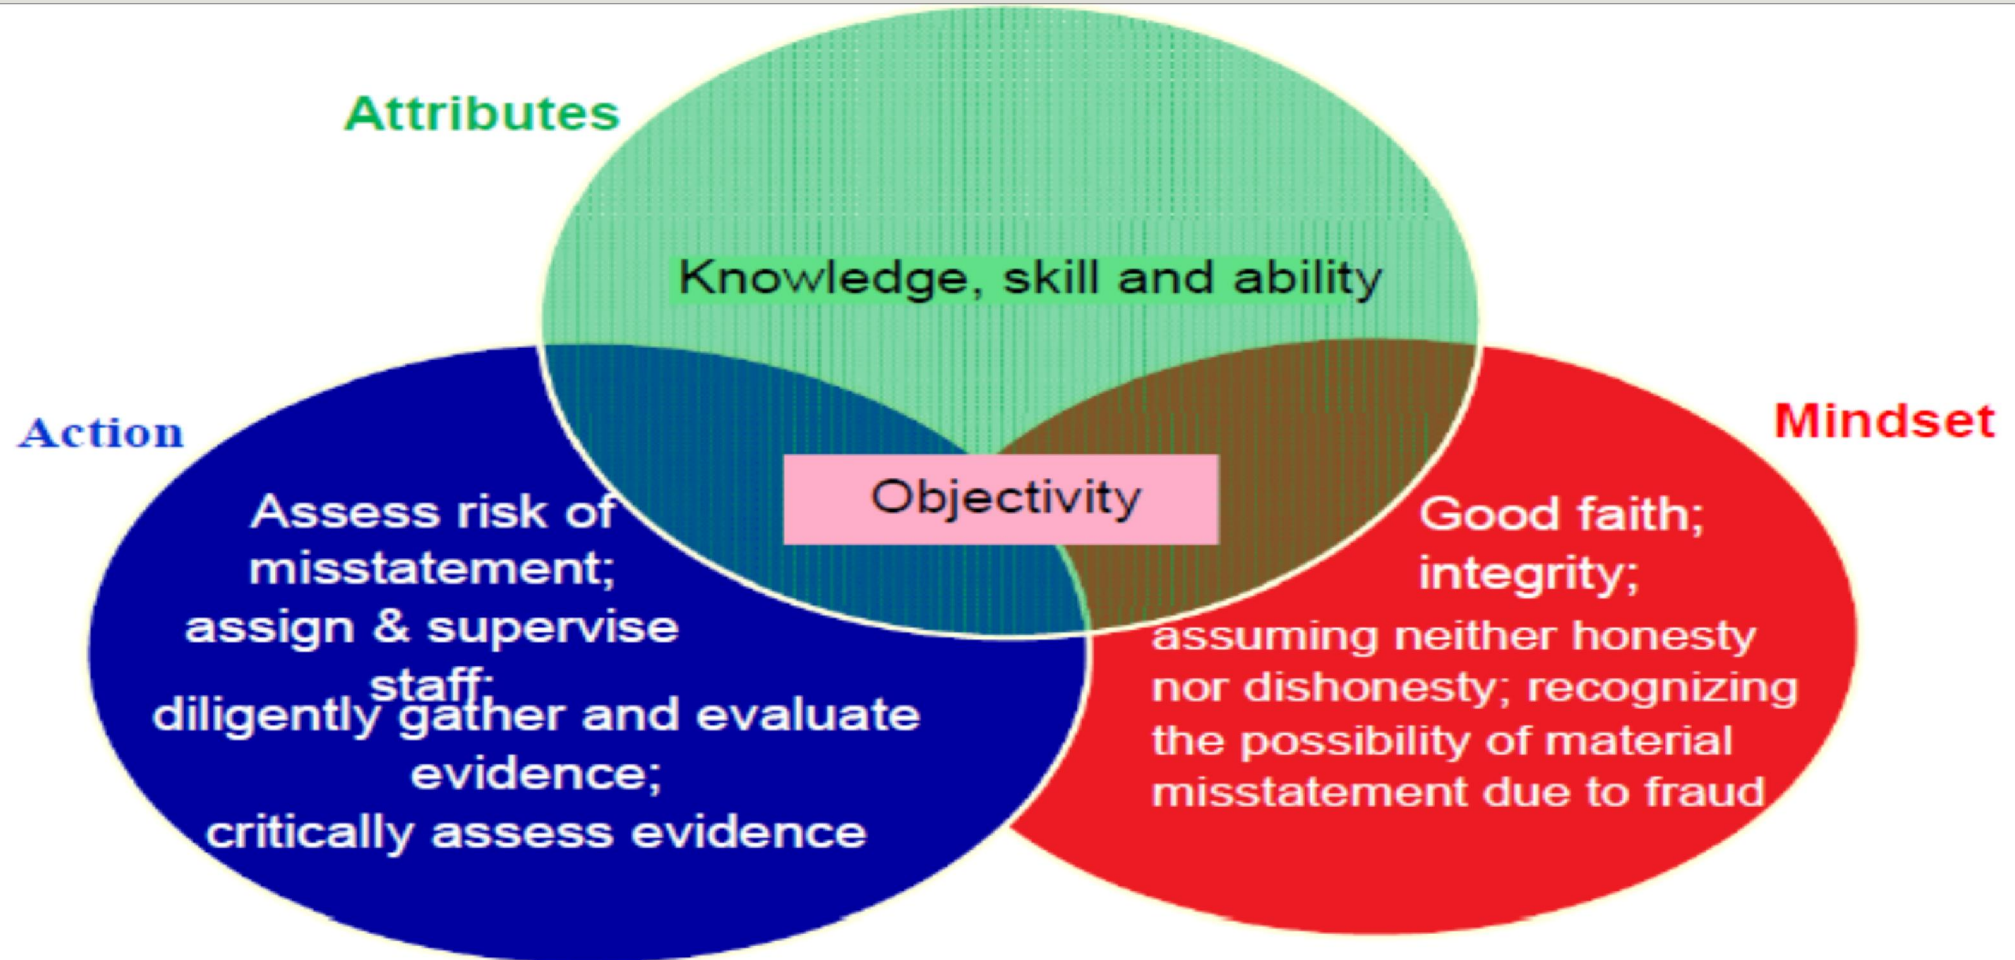 Attributes
Knowledge, skill and ability
Action
Mindset
Objectivity
Assess risk of
misstatement;
assign & supervise
staff;
diligently gather and evaluate
evidence;
critically assess evidence
Good faith;
integrity;
assuming neither honesty
nor dishonesty; recognizing
the possibility of material
misstatement due to fraud